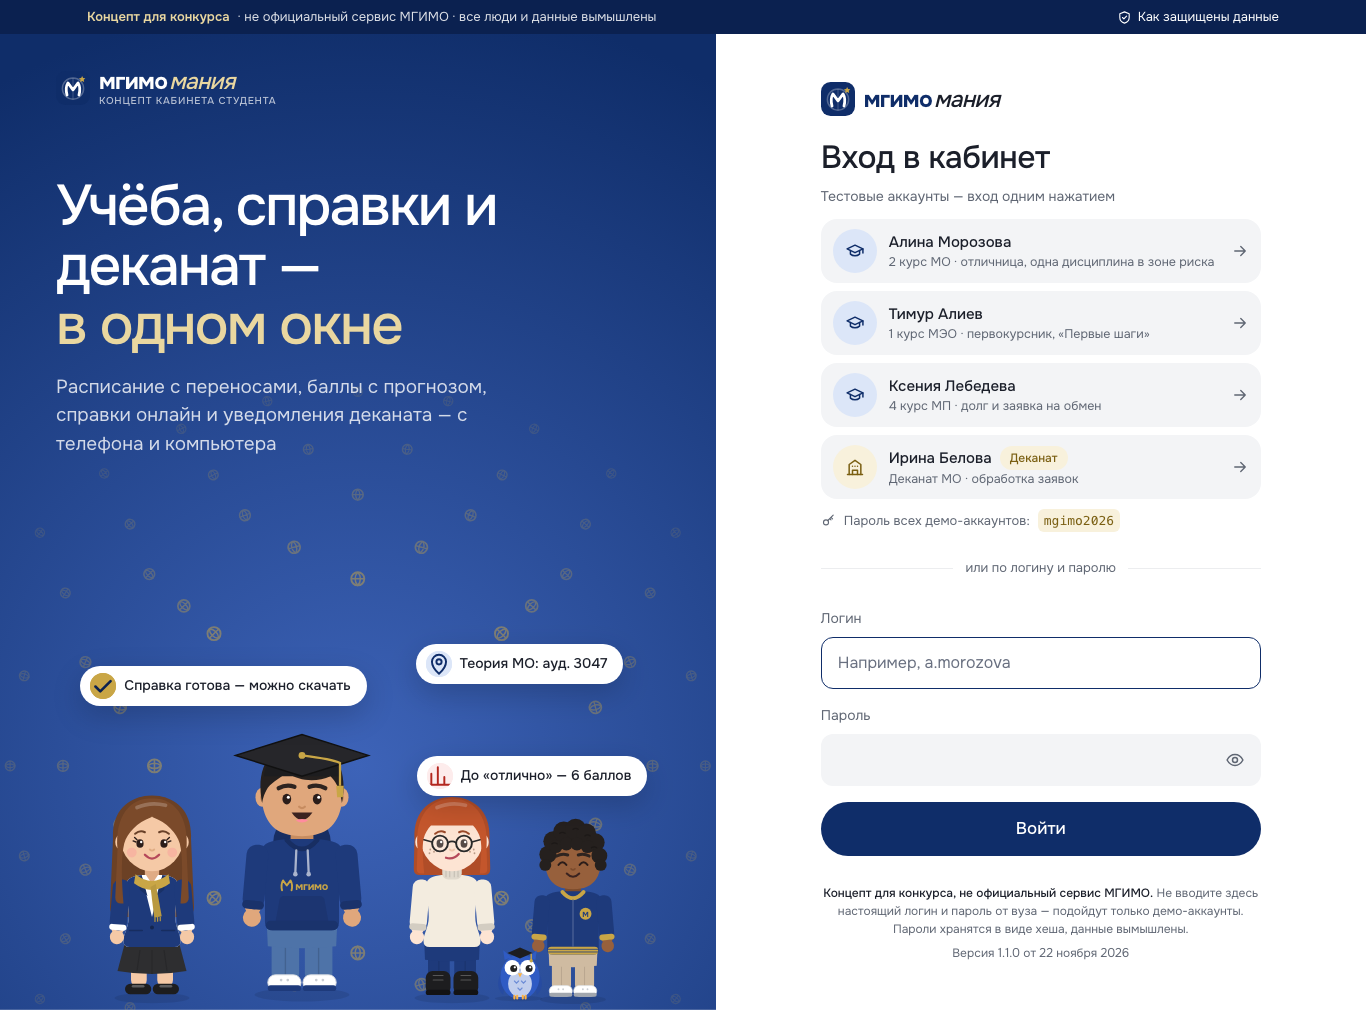 Концепт для конкурса · не официальный сервис МГИМО · все люди и данные вымышлены
Как защищены данные
МГИМО МАНИЯ
КОНЦЕПТ КАБИНЕТА СТУДЕНТА
Учёба, справки и
деканат —
в одном окне
Расписание с переносами, баллы с прогнозом,
справки онлайн и уведомления деканата — с
телефона и компьютера
Теория МО: ауд. 3047
Справка готова — можно скачать
До «отлично» — 6 баллов
М МГИМО
М
МГИМО МАНИЯ
Вход в кабинет
Тестовые аккаунты — вход одним нажатием
Алина Морозова
2 курс МО · отличница, одна дисциплина в зоне риска
Тимур Алиев
1 курс МЭО · первокурсник, «Первые шаги»
Ксения Лебедева
4 курс МП · долг и заявка на обмен
Ирина Белова Деканат
Деканат МО · обработка заявок
Пароль всех демо-аккаунтов: mgimo2026
или по логину и паролю
Логин
Например, a.morozova
Пароль
Войти
Концепт для конкурса, не официальный сервис МГИМО. Не вводите здесь
настоящий логин и пароль от вуза — подойдут только демо-аккаунты.
Пароли хранятся в виде хеша, данные вымышлены.
Версия 1.1.0 от 22 ноября 2026